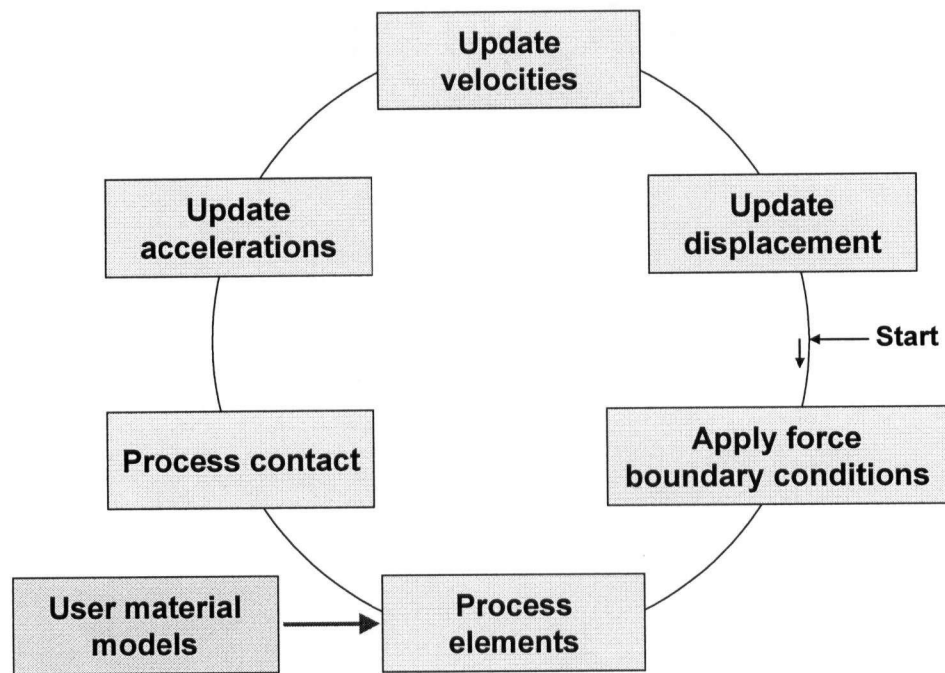 Update
velocities
Update
accelerations
Update
displacement
Start
Process contact
Apply force
boundary conditions
User material
models
Process
elements